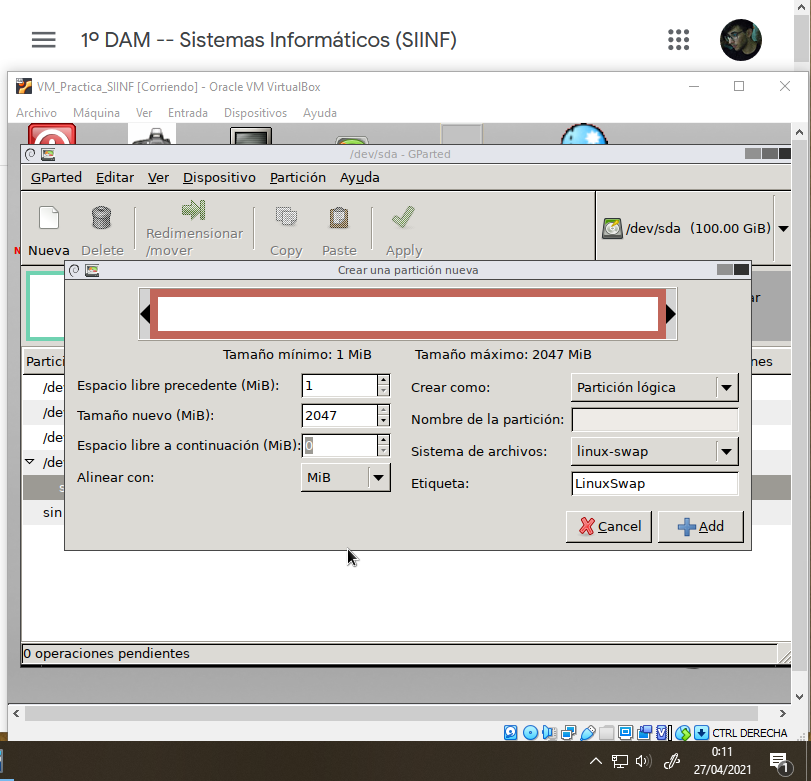 1º DAM -- Sistemas Informáticos (SIINF)
VM_Practica_SIINF [Corriendo] - Oracle VM VirtualBox
Archivo Máquina Ver Entrada Dispositivos Ayuda
/dev/sda - GParted
GParted Editar Ver Dispositivo Partición Ayuda
Nueva Delete Redimensionar
/mover Copy Paste Apply
/dev/sda (100.00 GiB)
Crear una partición nueva
ar
Tamaño mínimo: 1 MiB Tamaño máximo: 2047 MiB
Partici
nes
Espacio libre precedente (MiB): 1 Crear como: Partición lógica
/de
Tamaño nuevo (MiB): 2047 Nombre de la partición:
/de
Espacio libre a continuación (MiB): 0 Sistema de archivos: linux-swap
/de
Alinear con: MiB Etiqueta: LinuxSwap
/de
s
sin
Cancel Add
0 operaciones pendientes
CTRL DERECHA
0:11
27/04/2021
1